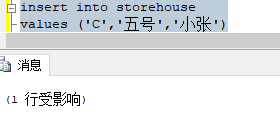 insert into storehouse
values ('C','五号','小张')
消息
(1 行受影响)